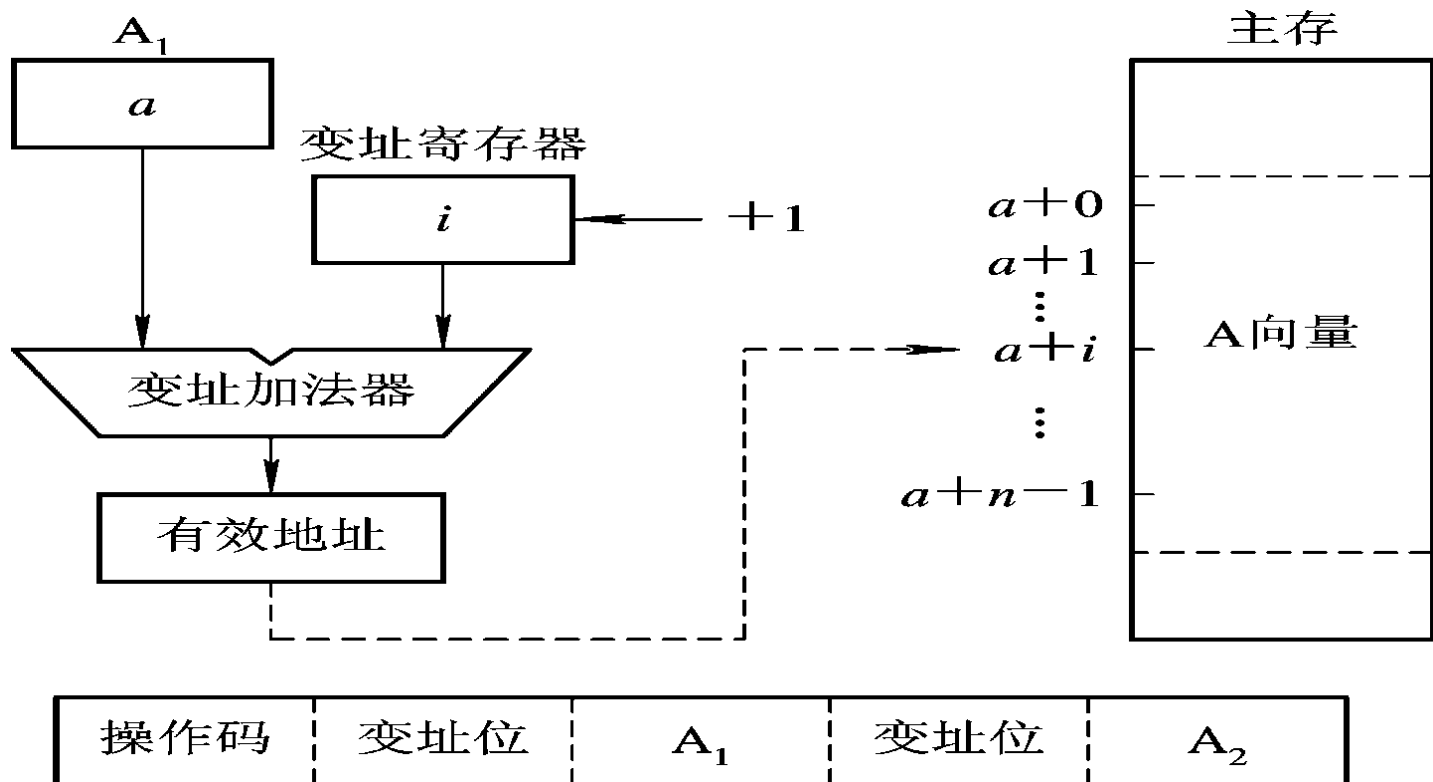 A₁
a
变址寄存器
i
+1
变址加法器
有效地址
主存
a+0
a+1
⋮
a+i
⋮
a+n−1
A向量
操作码 变址位 A₁ 变址位 A₂